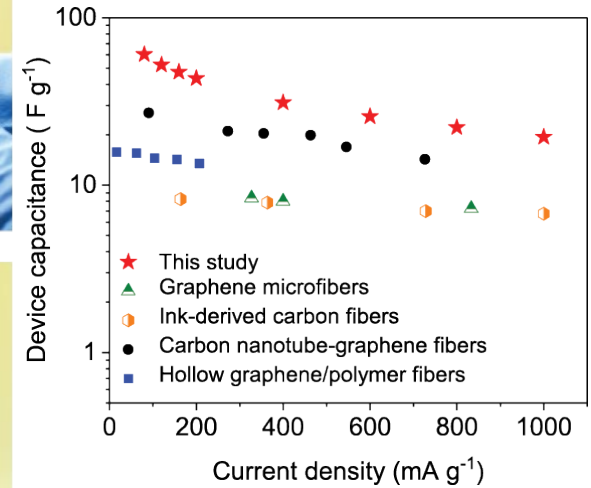 100
10
1
Device capacitance ( F g⁻¹)
This study
Graphene microfibers
Ink-derived carbon fibers
Carbon nanotube-graphene fibers
Hollow graphene/polymer fibers
0 200 400 600 800 1000
Current density (mA g⁻¹)